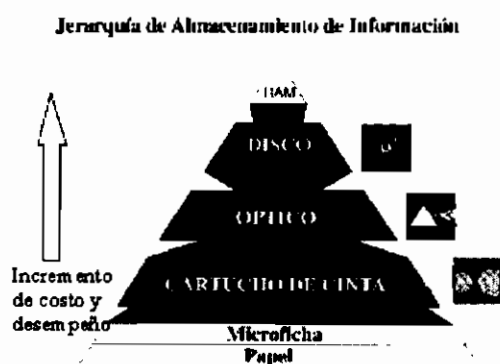 Jerarquía de Almacenamiento de Información
RAM
DISCO
OPTICO
CARTUCHO DE CINTA
Incremento
de costo y
desempeño
Microficha
Papel